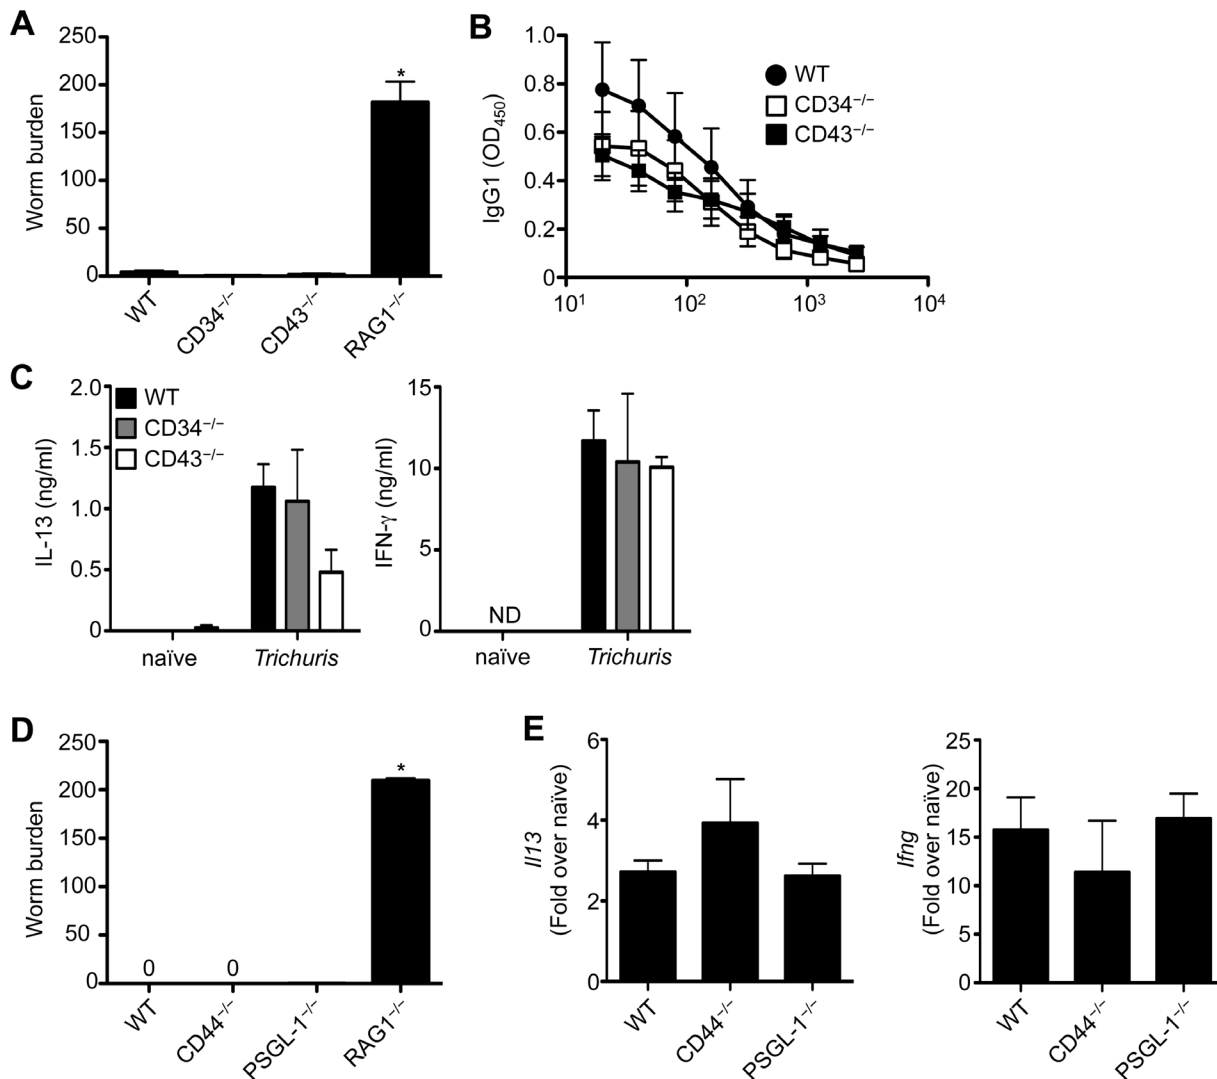 A
250
200
150
100
50
0
Worm burden
*
WT
CD34⁻/⁻
CD43⁻/⁻
RAG1⁻/⁻
B
1.0
0.8
0.6
0.4
0.2
0
IgG1 (OD₄₅₀)
WT
CD34⁻/⁻
CD43⁻/⁻
10¹
10²
10³
10⁴
C
2.0
1.5
1.0
0.5
0
IL-13 (ng/ml)
WT
CD34⁻/⁻
CD43⁻/⁻
naïve
Trichuris
15
10
5
0
IFN-γ (ng/ml)
ND
naïve
Trichuris
D
250
200
150
100
50
0
Worm burden
0
0
*
WT
CD44⁻/⁻
PSGL-1⁻/⁻
RAG1⁻/⁻
E
6
4
2
0
Il13
(Fold over naïve)
WT
CD44⁻/⁻
PSGL-1⁻/⁻
25
20
15
10
5
0
Ifng
(Fold over naïve)
WT
CD44⁻/⁻
PSGL-1⁻/⁻